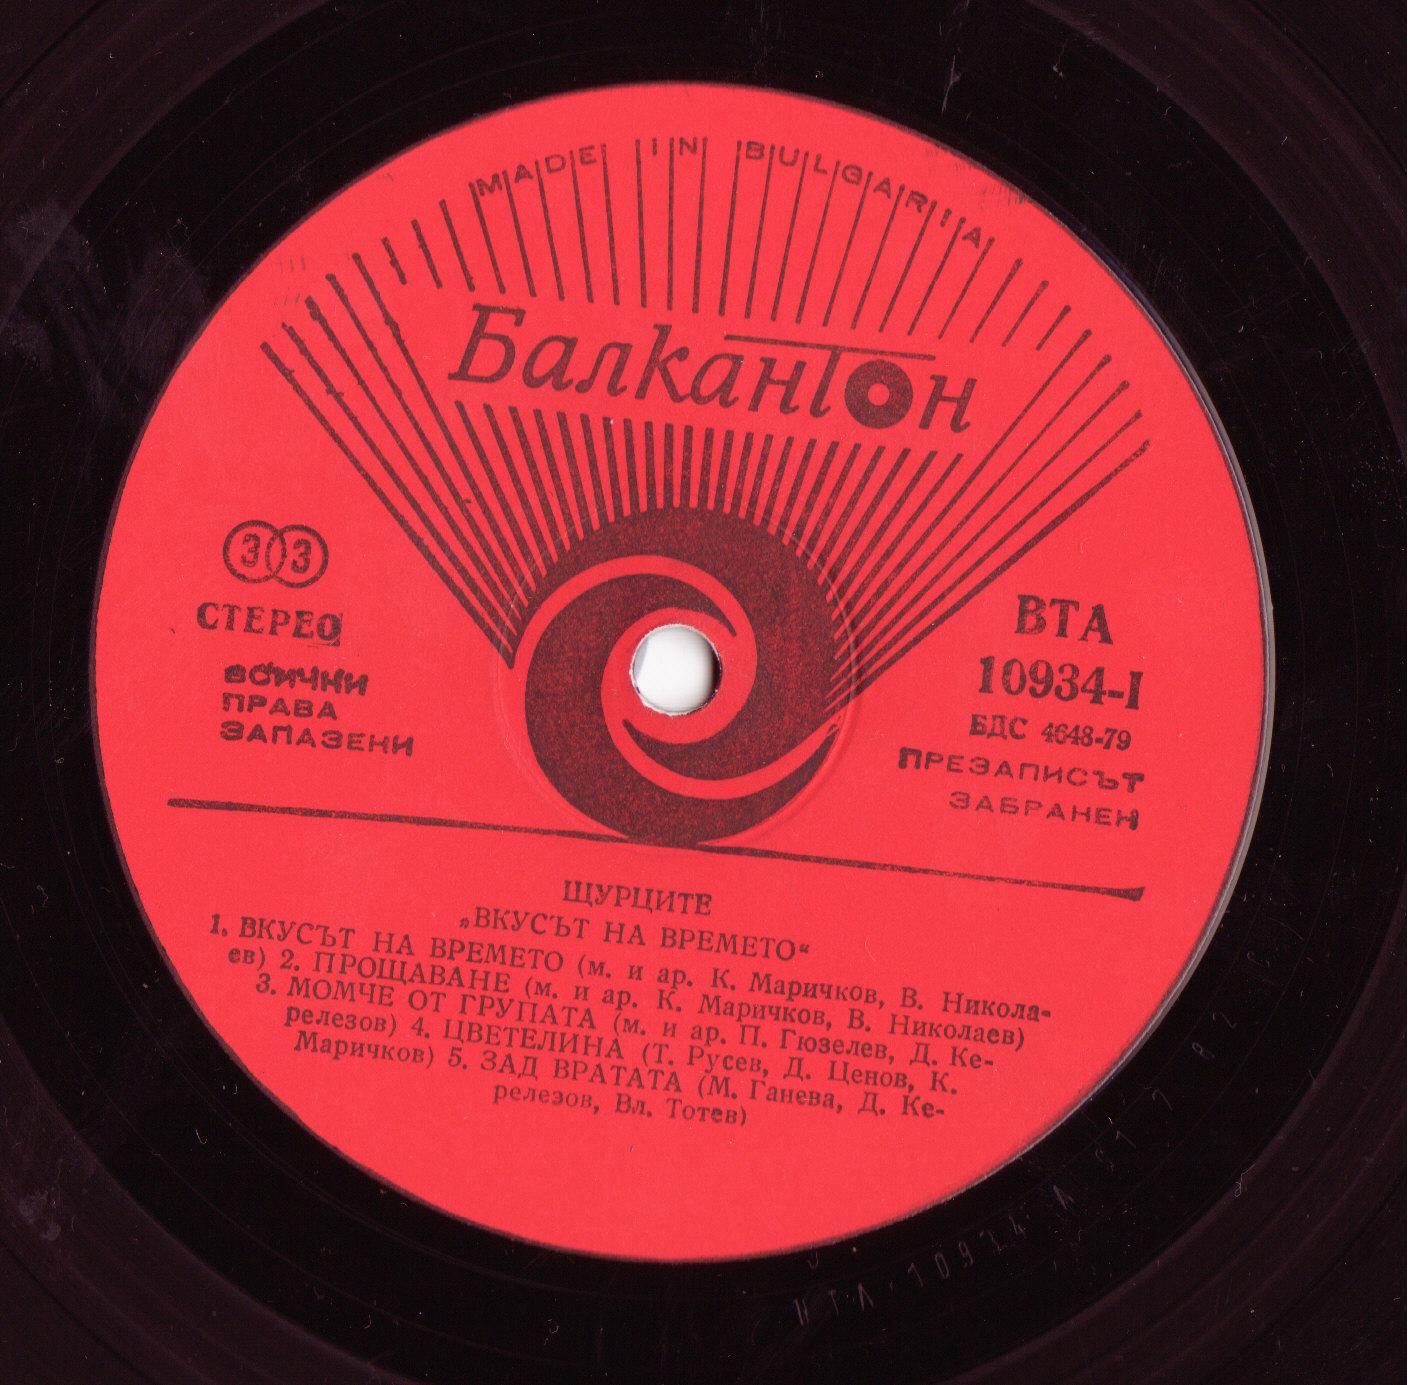 MADE IN BULGARIA
Балкантон
33
СТЕРЕО
ВСИЧКИ
ПРАВА
ЗАПАЗЕНИ
ВТА
10934-I
БДС 4648-79
ПРЕЗАПИСЪТ
ЗАБРАНЕН
ЩУРЦИТЕ
„ВКУСЪТ НА ВРЕМЕТО“
1. ВКУСЪТ НА ВРЕМЕТО (м. и ар. К. Маричков, В. Никола-
ев) 2. ПРОЩАВАНЕ (м. и ар. К. Маричков, В. Николаев)
3. МОМЧЕ ОТ ГРУПАТА (м. и ар. П. Гюзелев, Д. Ке-
релезов) 4. ЦВЕТЕЛИНА (Т. Русев, Д. Ценов, К.
Маричков) 5. ЗАД ВРАТАТА (М. Ганева, Д. Ке-
релезов, Вл. Тотев)